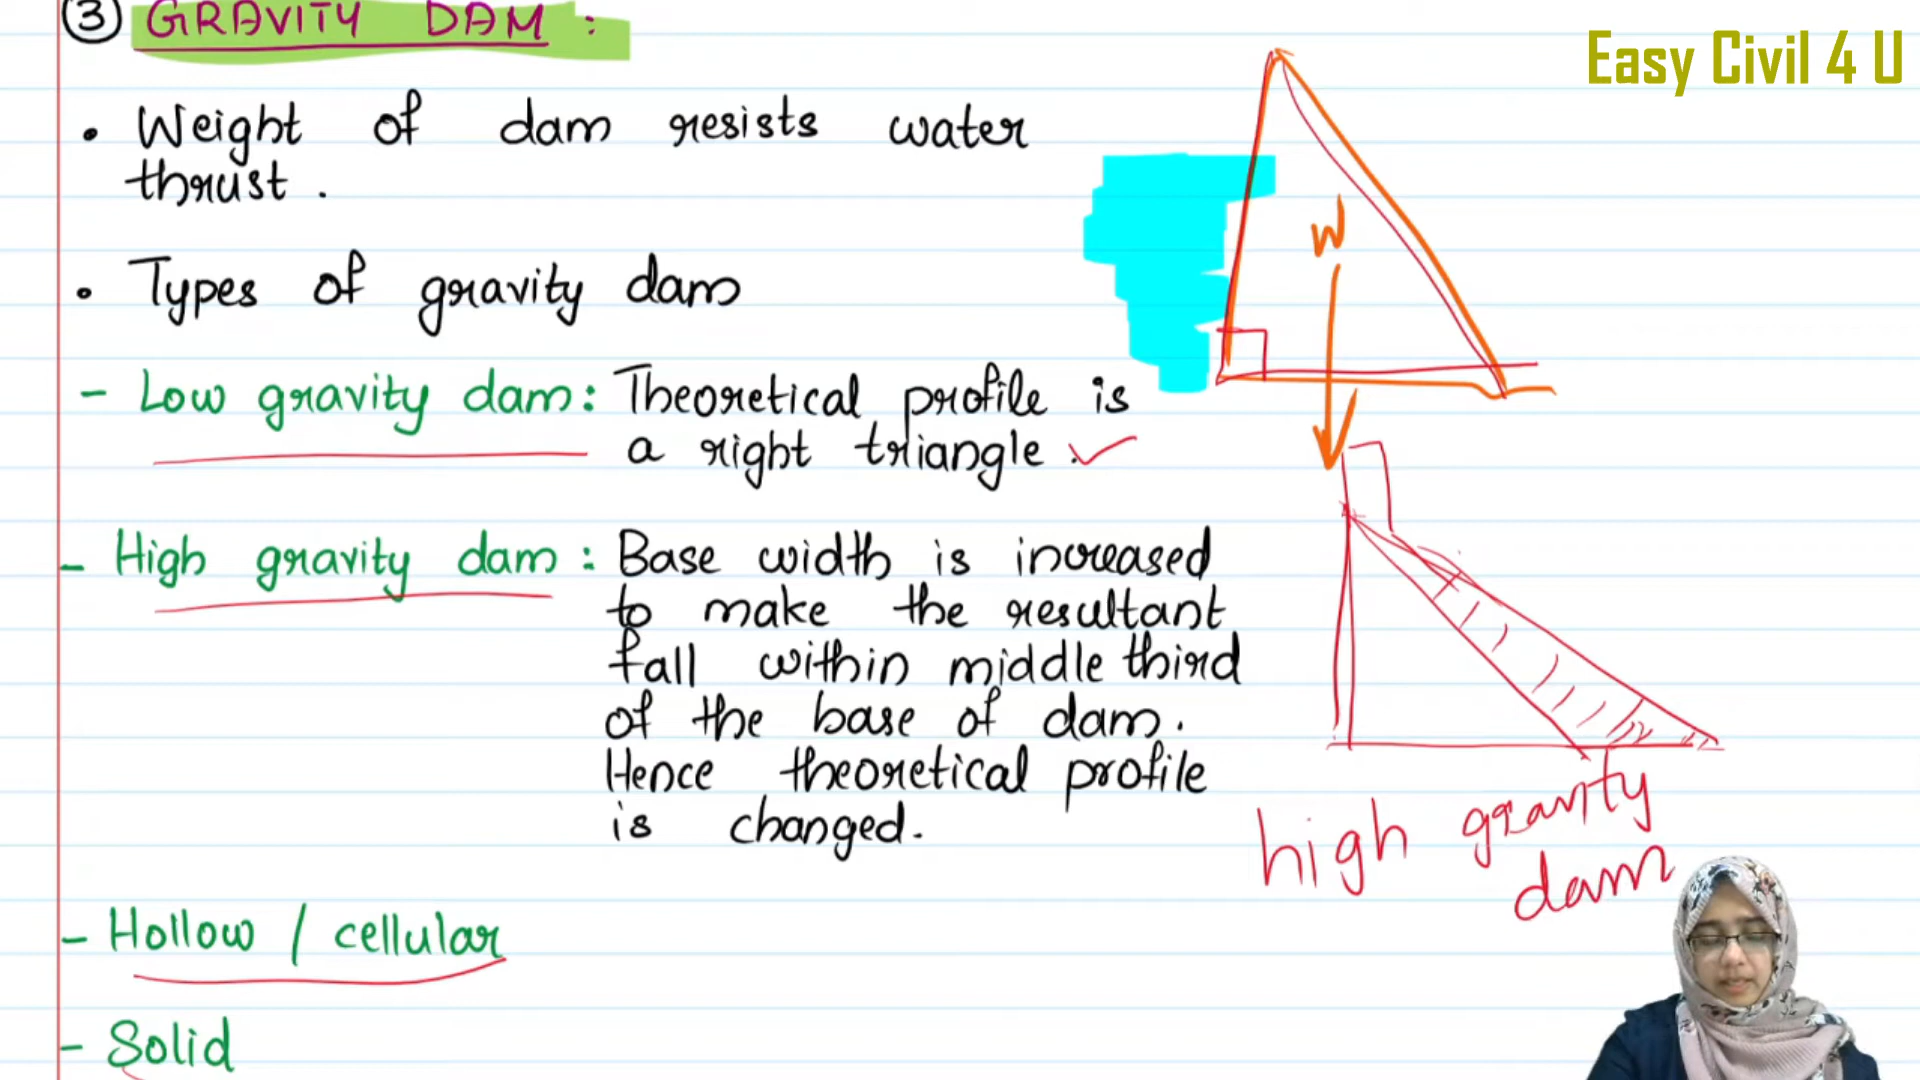 ③ GRAVITY DAM :
Easy Civil 4 U
• Weight of dam resists water
thrust .
W
• Types of gravity dam
- Low gravity dam : Theoretical profile is
a right triangle .
- High gravity dam : Base width is increased
to make the resultant
fall within middle third
of the base of dam.
Hence theoretical profile
is changed.
high gravity
dam
- Hollow / cellular
- Solid